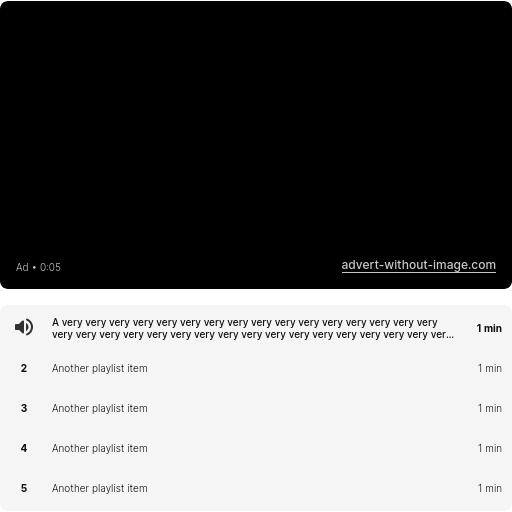 Ad • 0:05
advert-without-image.com
A very very very very very very very very very very very very very very very very
very very very very very very very very very very very very very very very very ver...
1 min
2 Another playlist item 1 min
3 Another playlist item 1 min
4 Another playlist item 1 min
5 Another playlist item 1 min